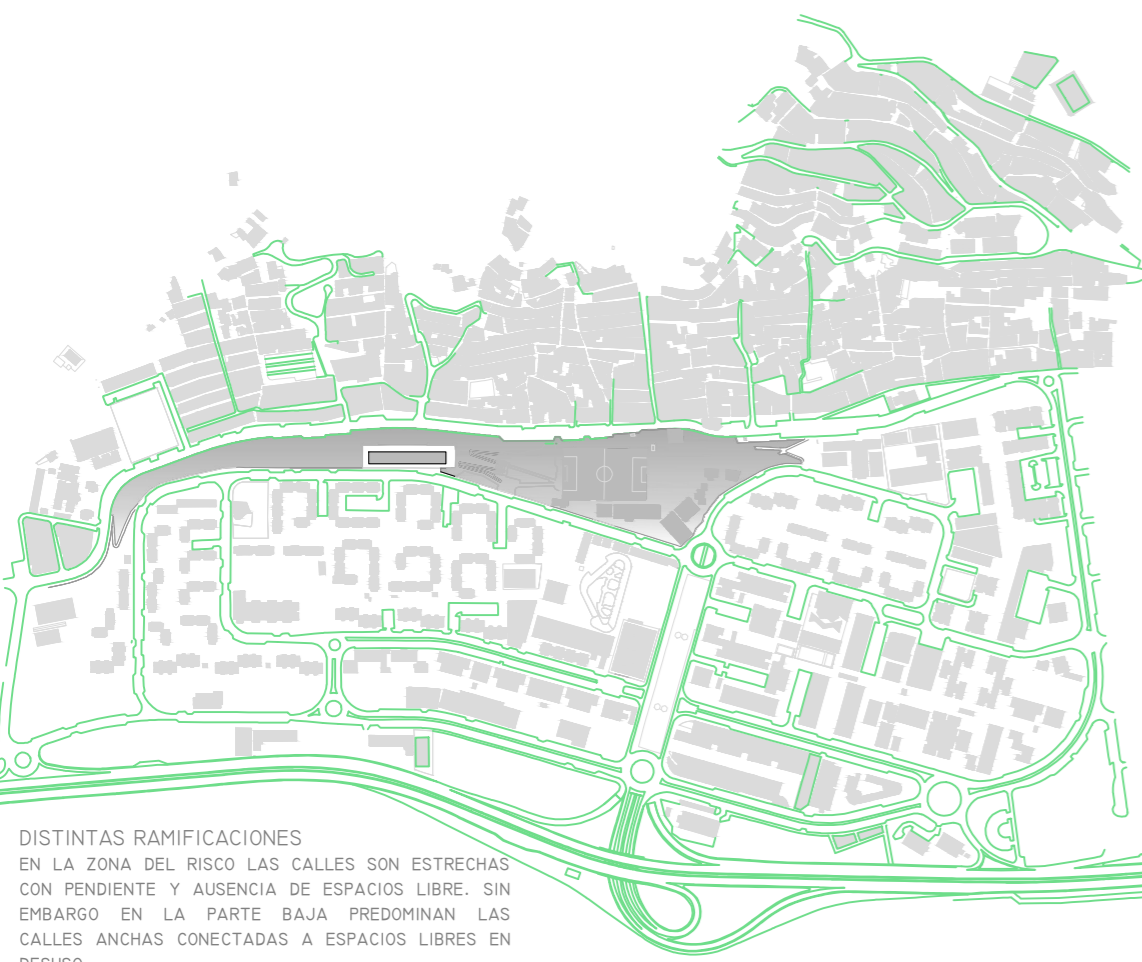 DISTINTAS RAMIFICACIONES
EN LA ZONA DEL RISCO LAS CALLES SON ESTRECHAS
CON PENDIENTE Y AUSENCIA DE ESPACIOS LIBRE. SIN
EMBARGO EN LA PARTE BAJA PREDOMINAN LAS
CALLES ANCHAS CONECTADAS A ESPACIOS LIBRES EN